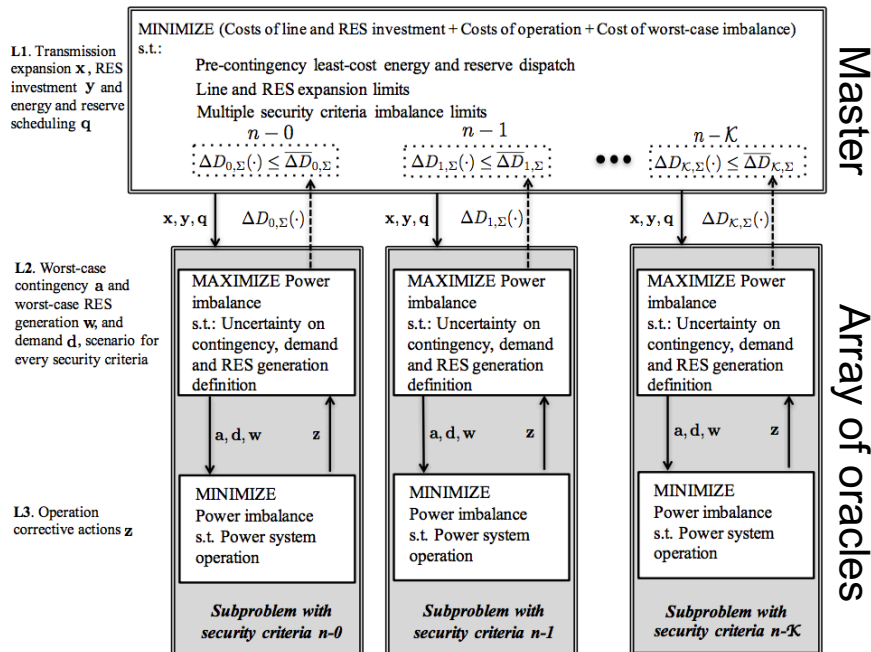 MINIMIZE (Costs of line and RES investment + Costs of operation + Cost of worst-case imbalance)
s.t.:
Pre-contingency least-cost energy and reserve dispatch
Line and RES expansion limits
Multiple security criteria imbalance limits
n − 0
n − 1
n − 𝒦
ΔD₀,Σ(·) ≤ Δ̅D̅₀,Σ
ΔD₁,Σ(·) ≤ Δ̅D̅₁,Σ
•••
ΔD𝒦,Σ(·) ≤ Δ̅D̅𝒦,Σ
L1. Transmission
expansion x, RES
investment y and
energy and reserve
scheduling q
Master
x, y, q
ΔD₀,Σ(·)
x, y, q
ΔD₁,Σ(·)
x, y, q
ΔD𝒦,Σ(·)
L2. Worst-case
contingency a and
worst-case RES
generation w, and
demand d, scenario for
every security criteria
MAXIMIZE Power
imbalance
s.t.: Uncertainty on
contingency, demand
and RES generation
definition
MAXIMIZE Power
imbalance
s.t.: Uncertainty on
contingency, demand
and RES generation
definition
MAXIMIZE Power
imbalance
s.t.: Uncertainty on
contingency, demand
and RES generation
definition
Array of oracles
a, d, w
z
a, d, w
z
a, d, w
z
L3. Operation
corrective actions z
MINIMIZE
Power imbalance
s.t. Power system
operation
MINIMIZE
Power imbalance
s.t. Power system
operation
MINIMIZE
Power imbalance
s.t. Power system
operation
Subproblem with
security criteria n-0
Subproblem with
security criteria n-1
Subproblem with
security criteria n-𝒦